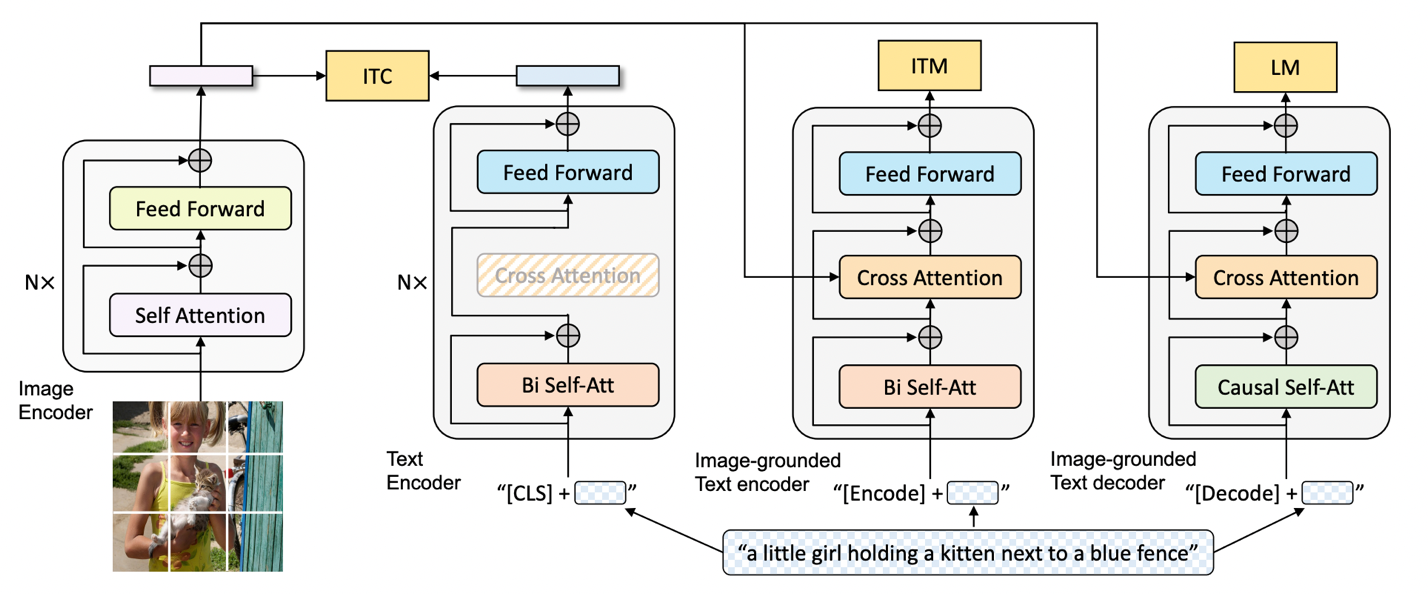 ITC
ITM
LM
Feed Forward
Self Attention
N×
Image
Encoder
Feed Forward
Cross Attention
Bi Self-Att
N×
Text
Encoder
"[CLS] + "
Feed Forward
Cross Attention
Bi Self-Att
Image-grounded
Text encoder
"[Encode] + "
Feed Forward
Cross Attention
Causal Self-Att
Image-grounded
Text decoder
"[Decode] + "
"a little girl holding a kitten next to a blue fence"